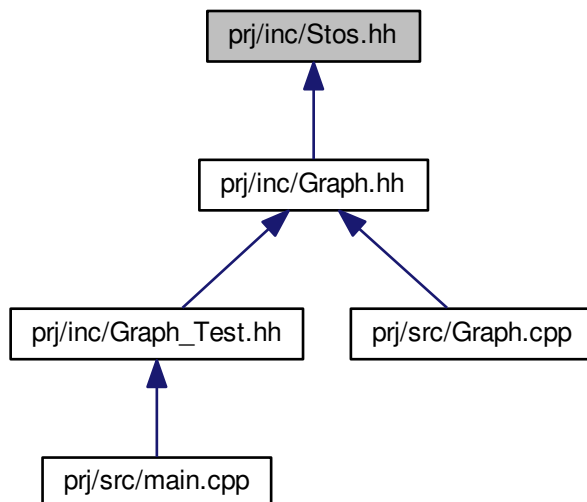 prj/inc/Stos.hh
prj/inc/Graph.hh
prj/inc/Graph_Test.hh
prj/src/Graph.cpp
prj/src/main.cpp